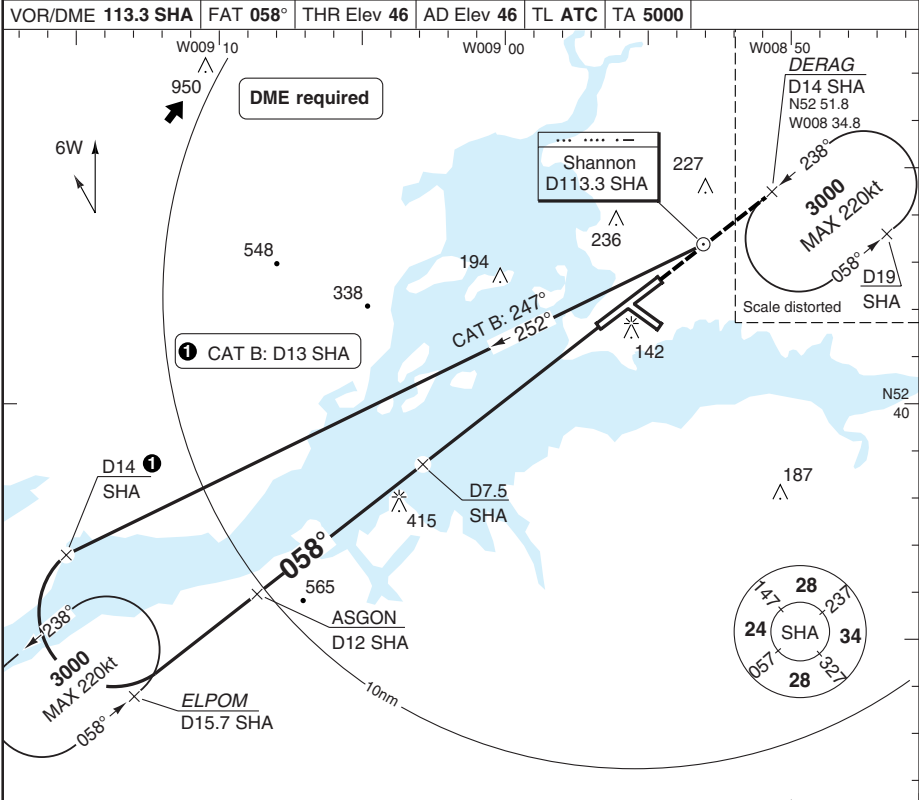 VOR/DME 113.3 SHA FAT 058° THR Elev 46 AD Elev 46 TL ATC TA 5000
W009 10
W009 00
W008 50
950
DME required
DERAG
D14 SHA
N52 51.8
W008 34.8
6W
Shannon
D113.3 SHA
227
238°
3000
MAX 220kt
236
548
194
058°
D19
SHA
338
Scale distorted
CAT B: 247°
252°
1 CAT B: D13 SHA
142
N52
40
D14 1
SHA
D7.5
SHA
187
415
058°
565
ASGON
D12 SHA
28
147
237
24
SHA
34
057
327
28
238°
3000
MAX 220kt
10nm
ELPOM
D15.7 SHA
058°